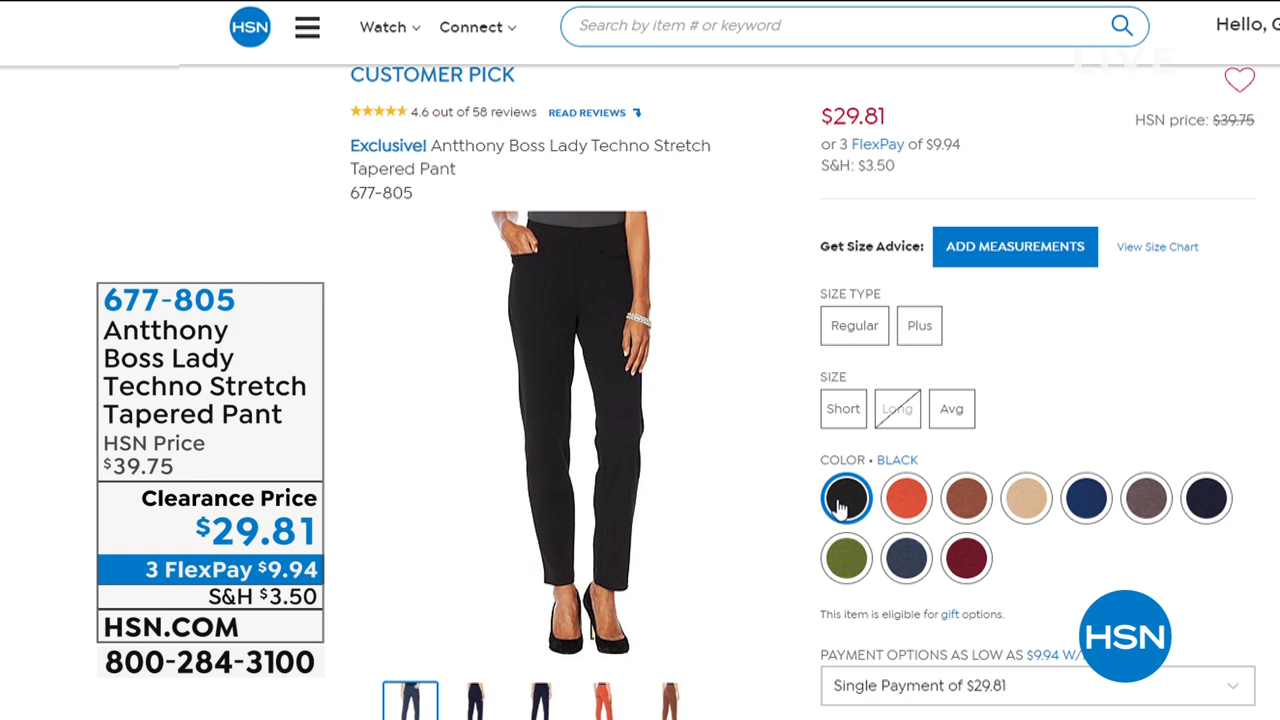 HSN
Watch
Connect
Search by item # or keyword
Hello, G
LIVE
CUSTOMER PICK
4.6 out of 58 reviews
READ REVIEWS
Exclusive! Antthony Boss Lady Techno Stretch
Tapered Pant
677-805
$29.81
HSN price: $39.75
or 3 FlexPay of $9.94
S&H: $3.50
Get Size Advice:
ADD MEASUREMENTS
View Size Chart
SIZE TYPE
Regular
Plus
SIZE
Short
Long
Avg
COLOR • BLACK
This item is eligible for gift options.
PAYMENT OPTIONS AS LOW AS $9.94 W/
Single Payment of $29.81
HSN
677-805
Antthony
Boss Lady
Techno Stretch
Tapered Pant
HSN Price
$39.75
Clearance Price
$29.81
3 FlexPay $9.94
S&H $3.50
HSN.COM
800-284-3100